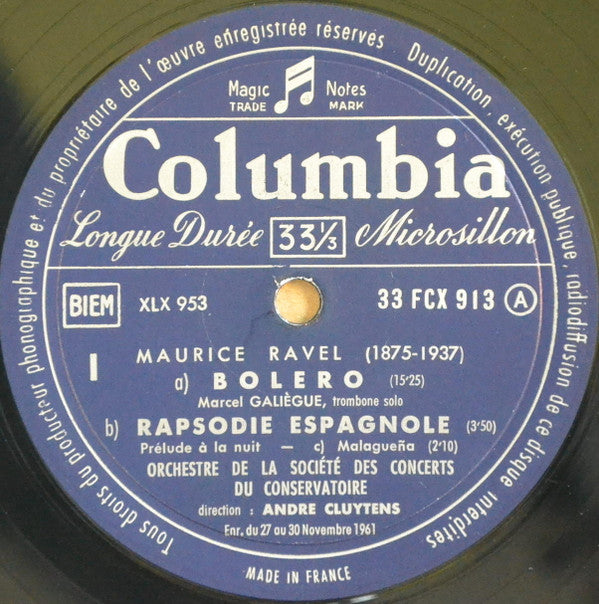 Tous droits du producteur phonographique et du propriétaire de l'œuvre enregistrée réservés Duplication, exécution publique, radiodiffusion de ce disque interdites
Magic Notes
TRADE MARK
Columbia
Longue Durée 33⅓ Microsillon
BIEM XLX 953 33 FCX 913 A
1 MAURICE RAVEL (1875-1937)
a) BOLERO (15'25)
Marcel GALIÈGUE, trombone solo
b) RAPSODIE ESPAGNOLE (3'50)
Prélude à la nuit — c) Malagueña (2'10)
ORCHESTRE DE LA SOCIÉTÉ DES CONCERTS
DU CONSERVATOIRE
direction : ANDRE CLUYTENS
Enr. du 27 au 30 Novembre 1961
MADE IN FRANCE